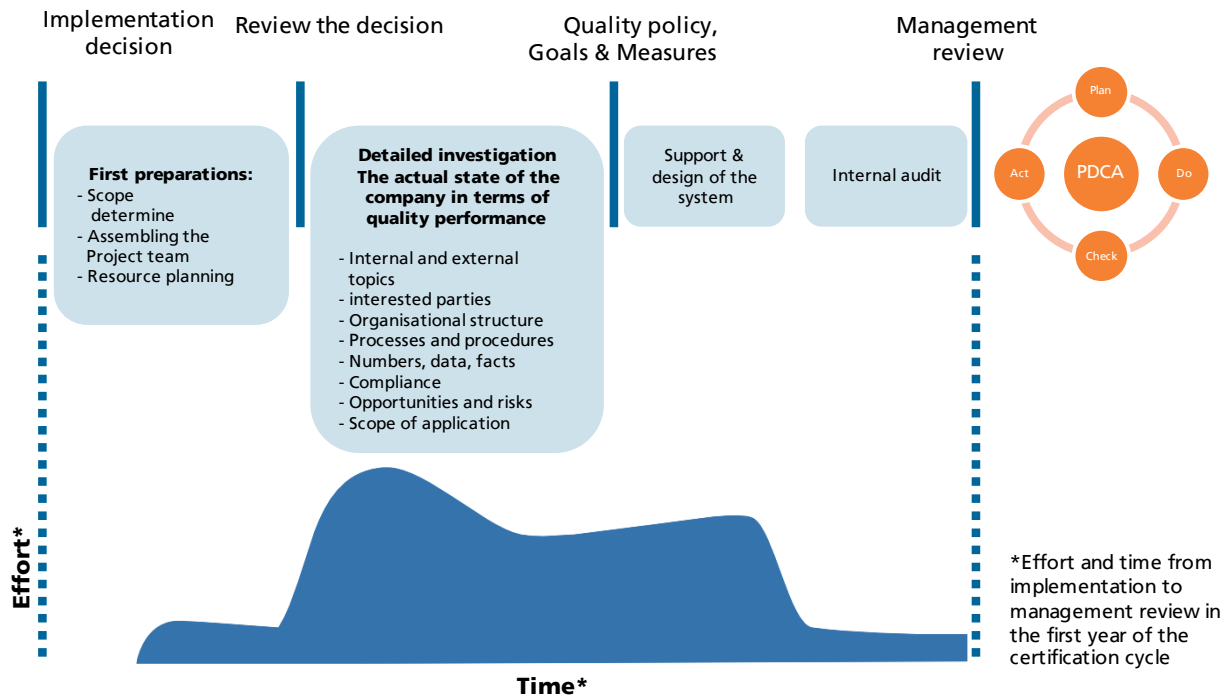 Implementation
decision
Review the decision
Quality policy,
Goals & Measures
Management
review
First preparations:
- Scope
determine
- Assembling the
Project team
- Resource planning
Detailed investigation
The actual state of the
company in terms of
quality performance
- Internal and external
topics
- interested parties
- Organisational structure
- Processes and procedures
- Numbers, data, facts
- Compliance
- Opportunities and risks
- Scope of application
Support &
design of the
system
Internal audit
Plan
Act
PDCA
Do
Check
Effort*
Time*
*Effort and time from
implementation to
management review in
the first year of the
certification cycle